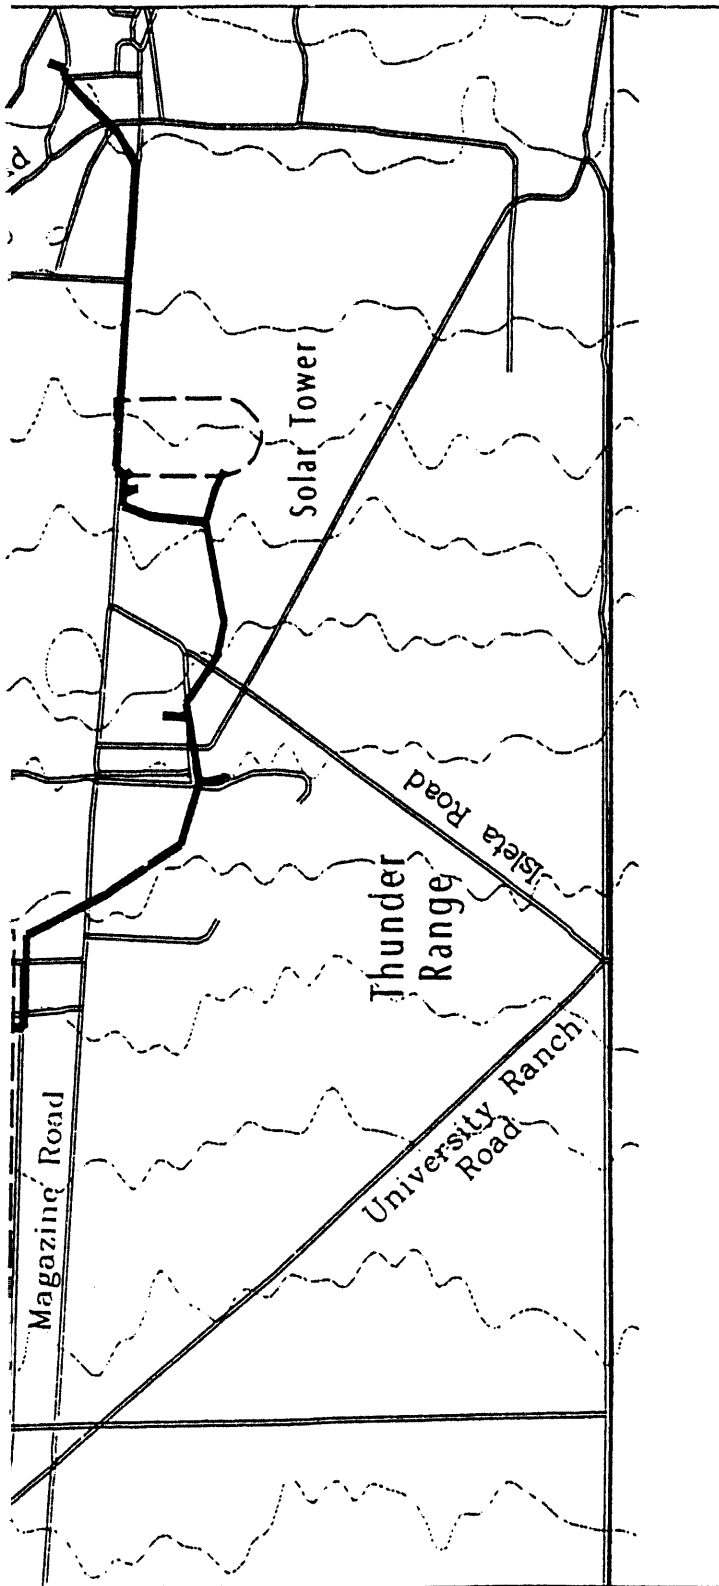 Solar Tower
Isleta Road
Thunder
Range
University Ranch
Road
Magazine Road